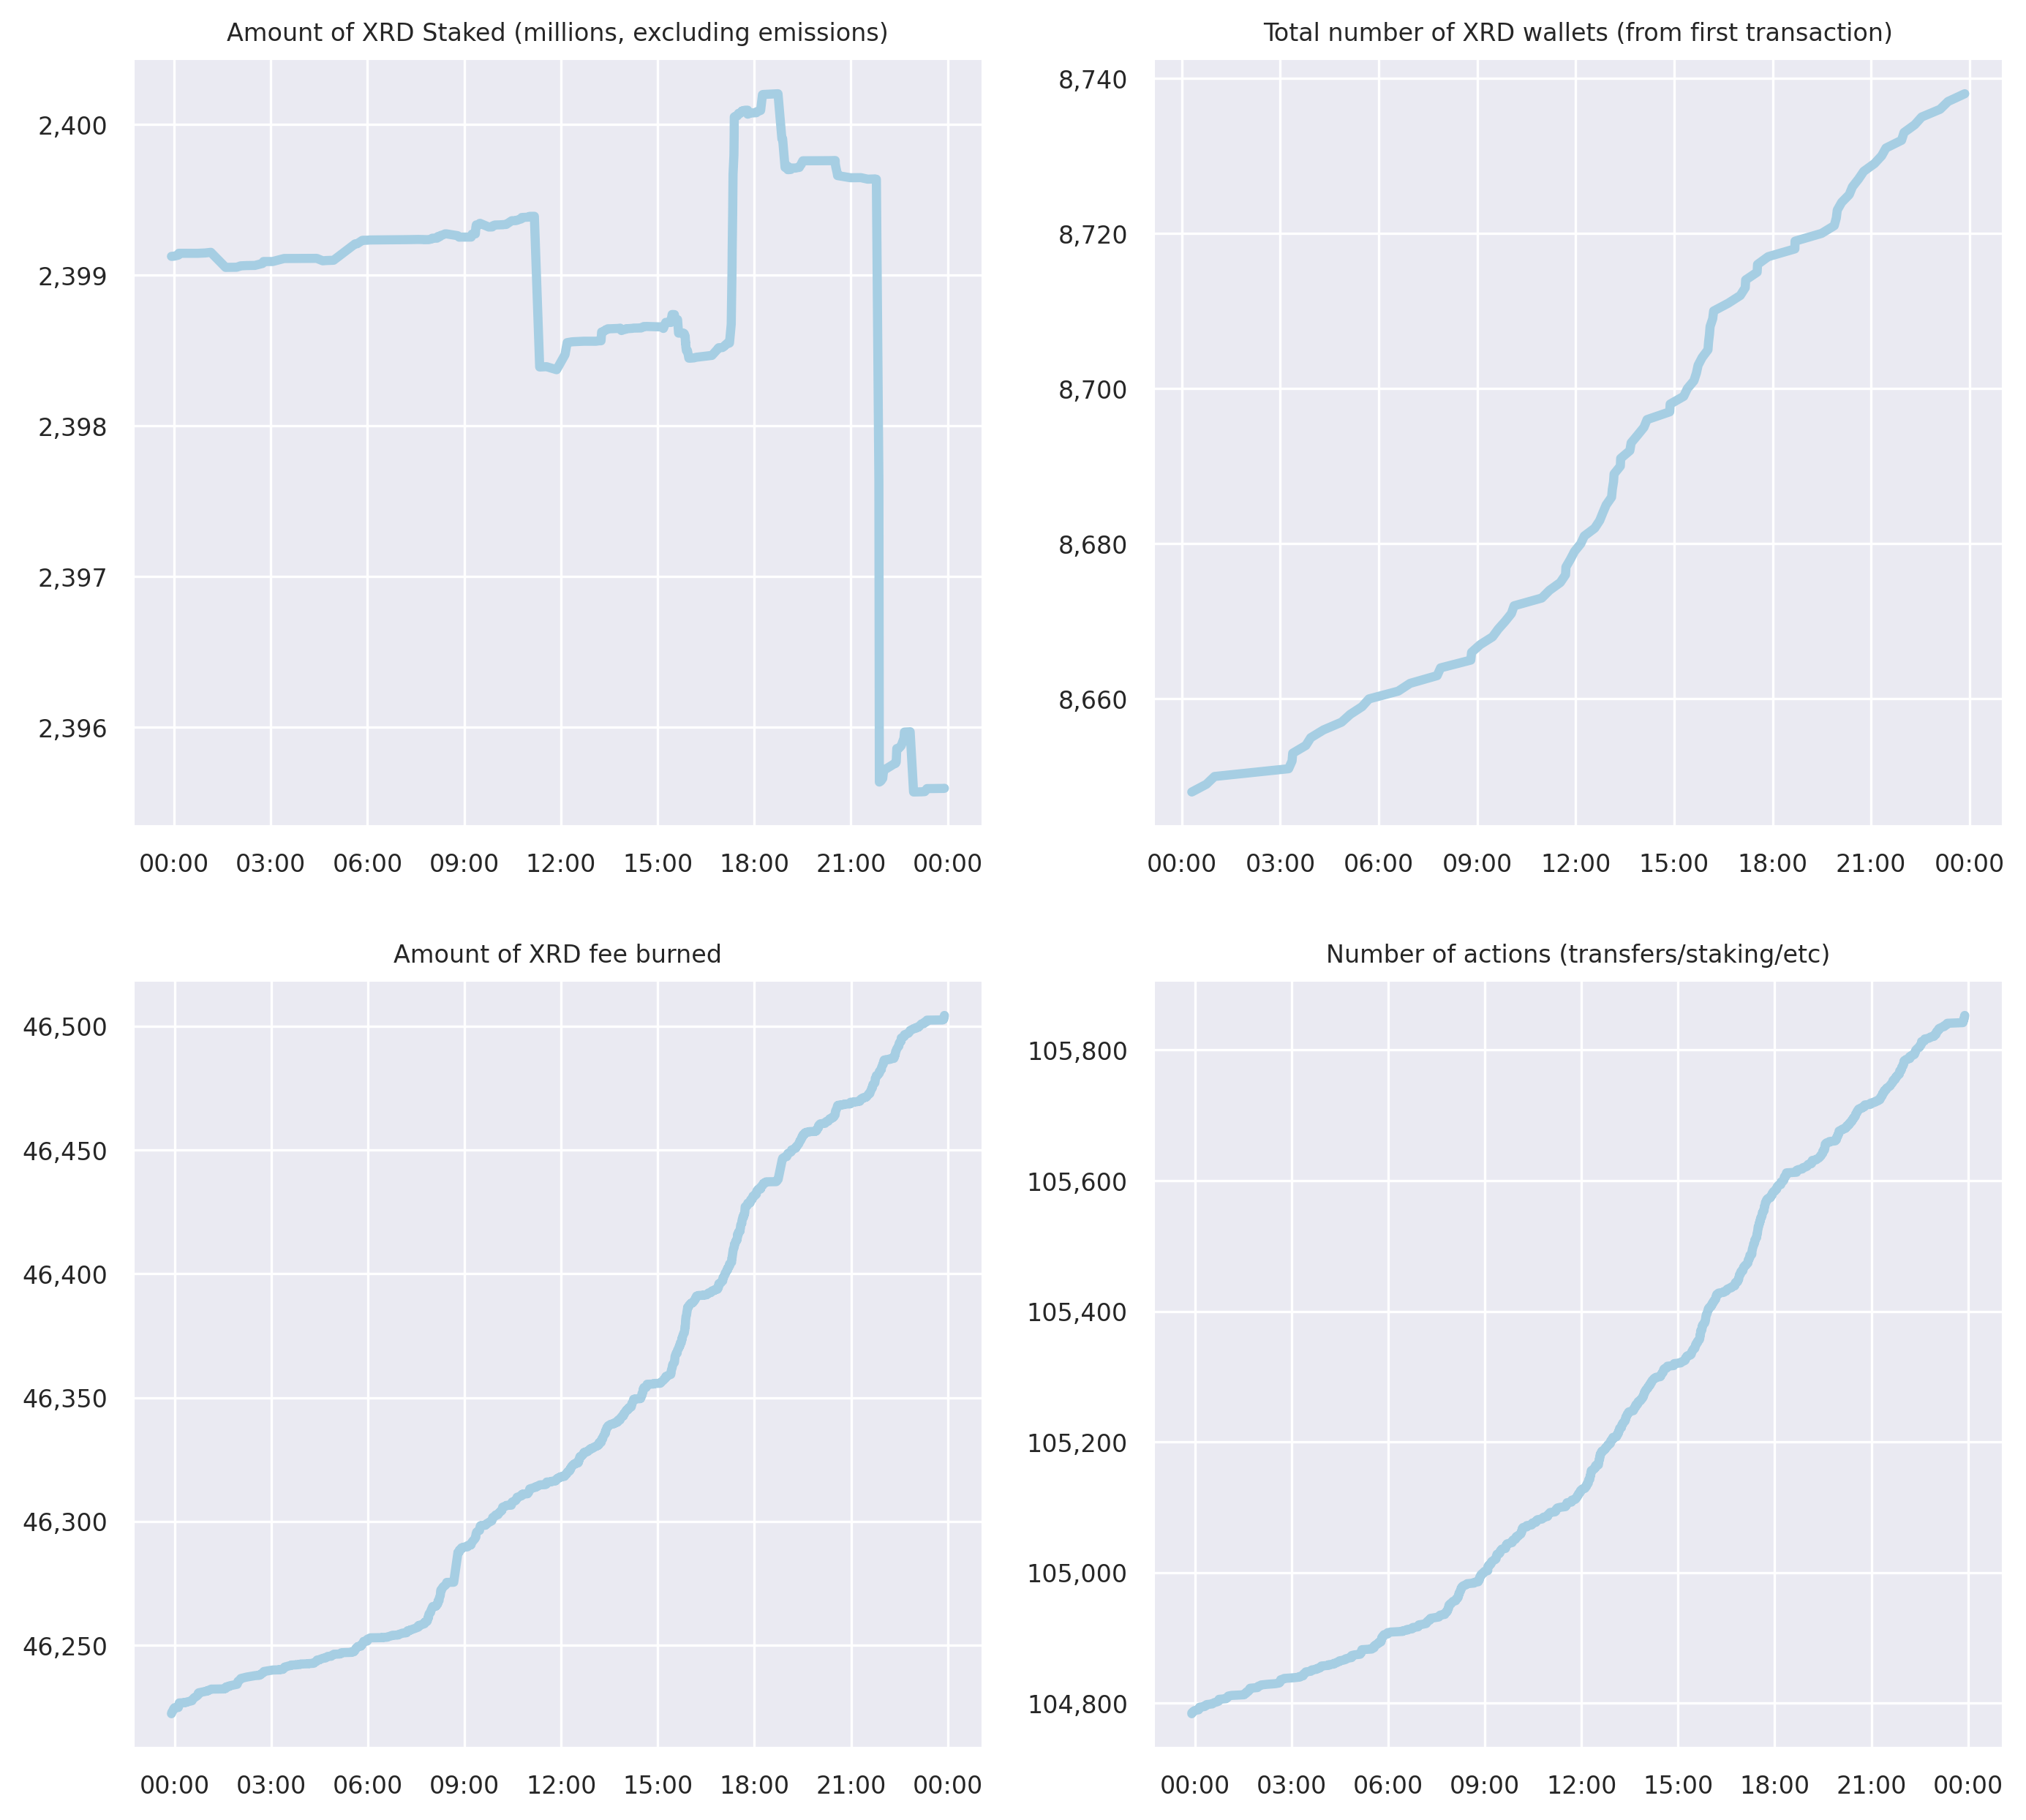 Amount of XRD Staked (millions, excluding emissions)
2,400
2,399
2,398
2,397
2,396
00:00 03:00 06:00 09:00 12:00 15:00 18:00 21:00 00:00
Total number of XRD wallets (from first transaction)
8,740
8,720
8,700
8,680
8,660
00:00 03:00 06:00 09:00 12:00 15:00 18:00 21:00 00:00
Amount of XRD fee burned
46,500
46,450
46,400
46,350
46,300
46,250
00:00 03:00 06:00 09:00 12:00 15:00 18:00 21:00 00:00
Number of actions (transfers/staking/etc)
105,800
105,600
105,400
105,200
105,000
104,800
00:00 03:00 06:00 09:00 12:00 15:00 18:00 21:00 00:00